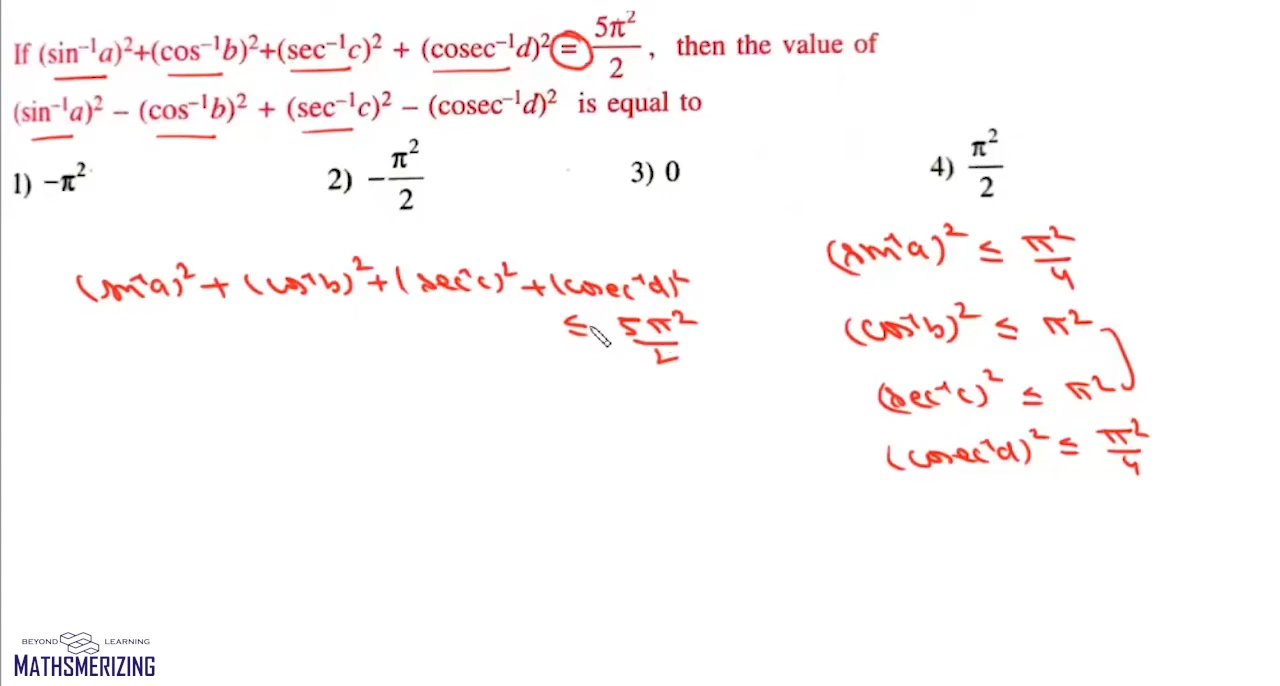 If (sin⁻¹a)²+(cos⁻¹b)²+(sec⁻¹c)² + (cosec⁻¹d)² = 5π²/2, then the value of
(sin⁻¹a)² – (cos⁻¹b)² + (sec⁻¹c)² – (cosec⁻¹d)² is equal to
1) –π² 2) –π²/2 3) 0 4) π²/2
(sin⁻¹a)² ≤ π²/4
(sin⁻¹a)² + (cos⁻¹b)² + (sec⁻¹c)² + (cosec⁻¹d)²
≤ 5π²/2
(cos⁻¹b)² ≤ π²
(sec⁻¹c)² ≤ π²
(cosec⁻¹d)² ≤ π²/4
BEYOND LEARNING
MATHSMERIZING